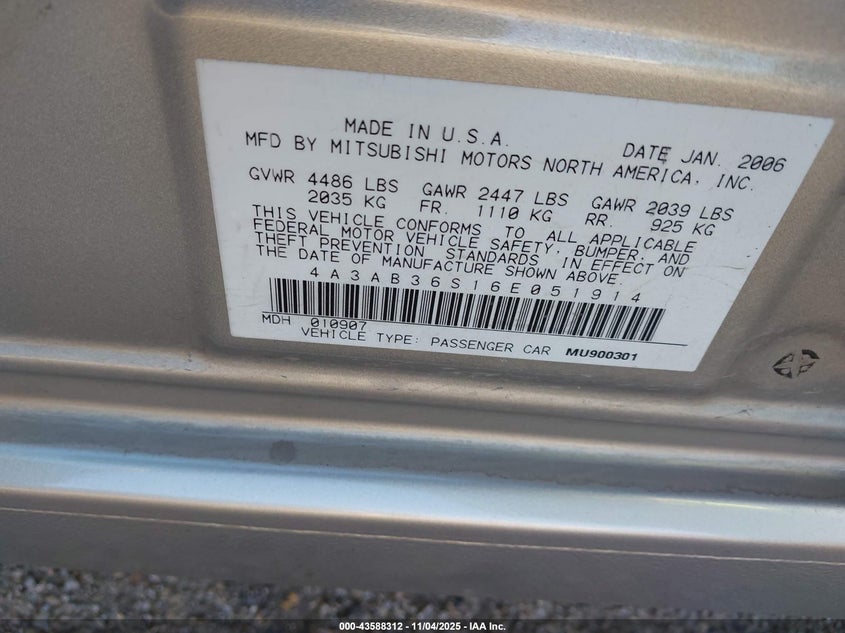 MADE IN U.S.A. DATE JAN. 2006
MFD BY MITSUBISHI MOTORS NORTH AMERICA, INC.
GVWR 4486 LBS GAWR 2447 LBS GAWR 2039 LBS
2035 KG FR. 1110 KG RR. 925 KG
THIS VEHICLE CONFORMS TO ALL APPLICABLE
FEDERAL MOTOR VEHICLE SAFETY, BUMPER, AND
THEFT PREVENTION STANDARDS IN EFFECT ON
THE DATE OF MANUFACTURE SHOWN ABOVE.
4A3AB36S16E051914
MDH 010907
VEHICLE TYPE: PASSENGER CAR MU900301
000-43588312 - 11/04/2025 - IAA Inc.